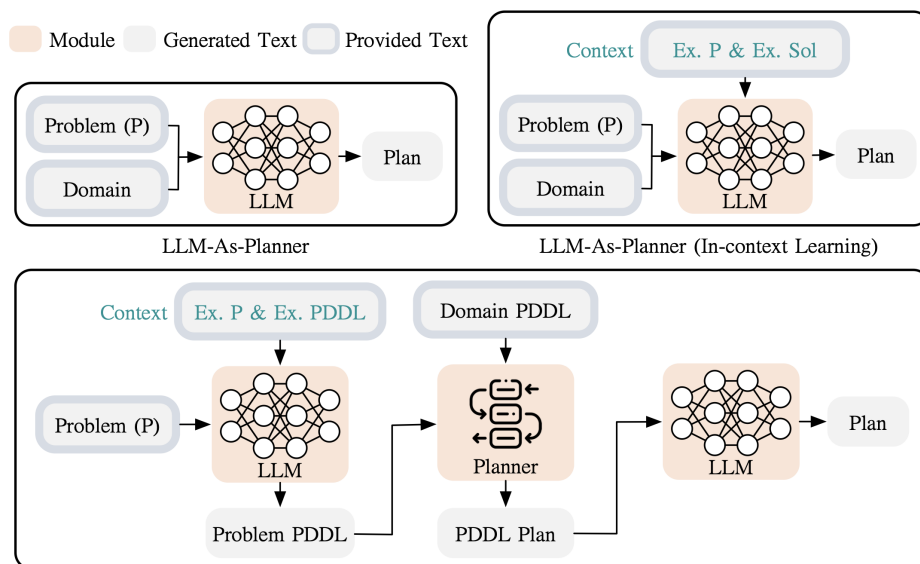 Module
Generated Text
Provided Text
Context
Ex. P & Ex. Sol
Problem (P)
Domain
LLM
Plan
Problem (P)
Domain
LLM
Plan
LLM-As-Planner
LLM-As-Planner (In-context Learning)
Context
Ex. P & Ex. PDDL
Domain PDDL
Problem (P)
LLM
Planner
LLM
Plan
Problem PDDL
PDDL Plan